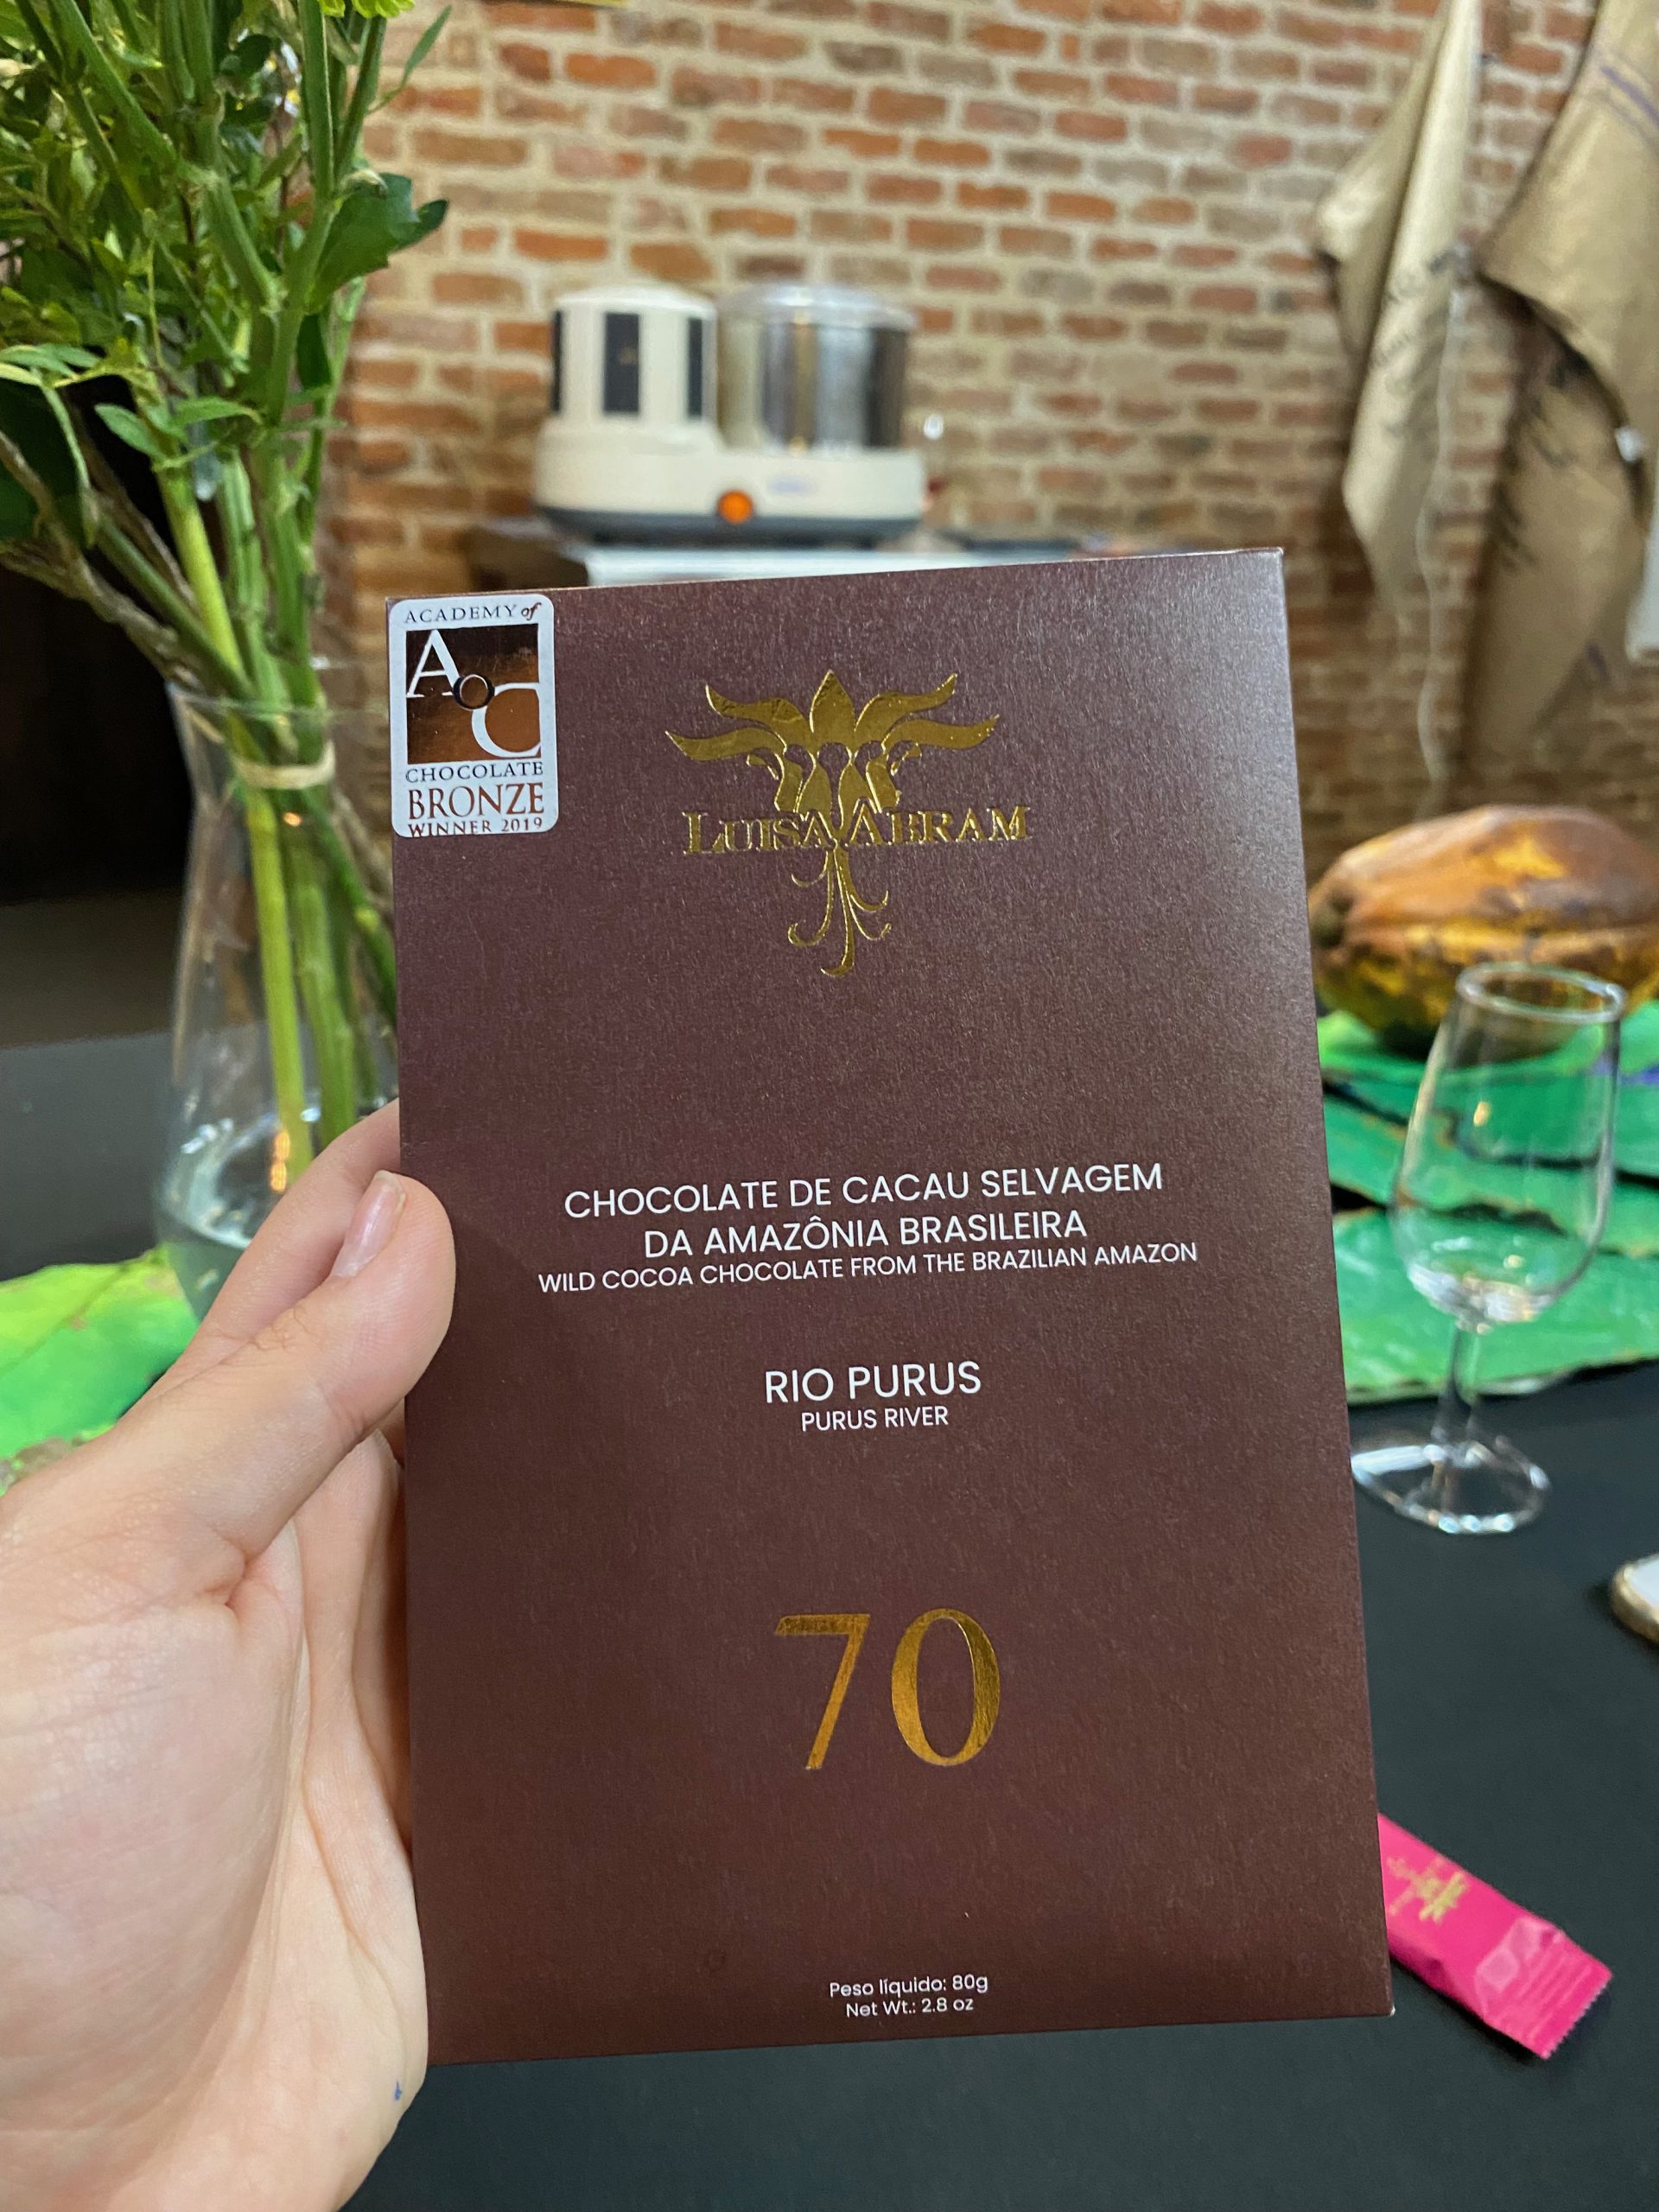 ACADEMY of
AoC
CHOCOLATE
BRONZE
WINNER 2019
LUISA ABRAM
CHOCOLATE DE CACAU SELVAGEM
DA AMAZÔNIA BRASILEIRA
WILD COCOA CHOCOLATE FROM THE BRAZILIAN AMAZON
RIO PURUS
PURUS RIVER
70
Peso líquido: 80g
Net Wt.: 2.8 oz